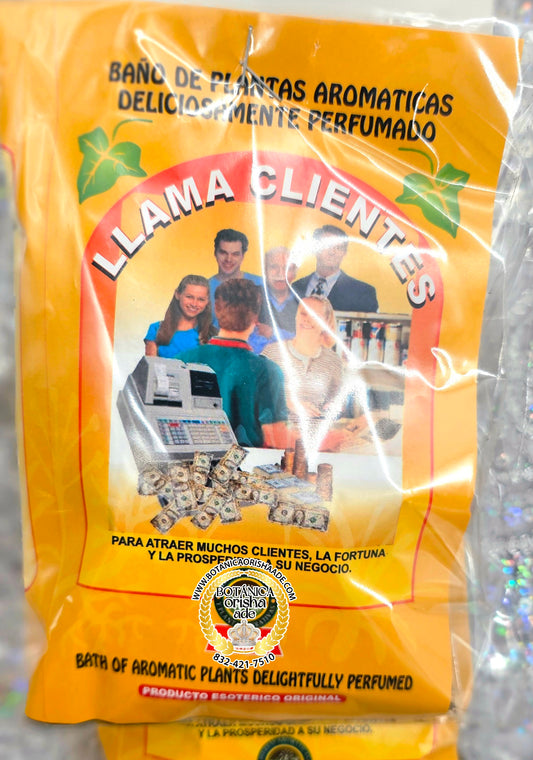 BAÑO DE PLANTAS AROMATICAS
DELICIOSAMENTE PERFUMADO
LLAMA CLIENTES
PARA ATRAER MUCHOS CLIENTES, LA FORTUNA
Y LA PROSPERIDAD A SU NEGOCIO.
WWW.BOTANICAORISHAADE.COM
BOTÁNICA
orisha
ade
832-421-7510
BATH OF AROMATIC PLANTS DELIGHTFULLY PERFUMED
PRODUCTO ESOTERICO ORIGINAL
Y LA PROSPERIDAD A SU NEGOCIO.